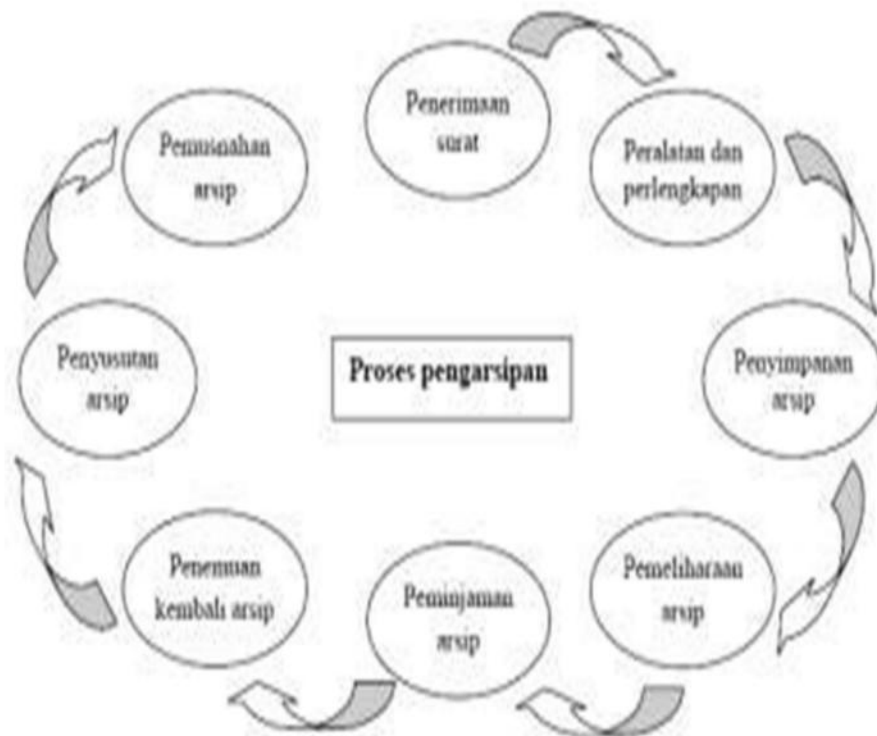 Penerimaan
surat
Peralatan dan
perlengkapan
Penyimpanan
arsip
Pemeliharaan
arsip
Peminjaman
arsip
Penemuan
kembali arsip
Penyusutan
arsip
Pemusnahan
arsip
Proses pengarsipan